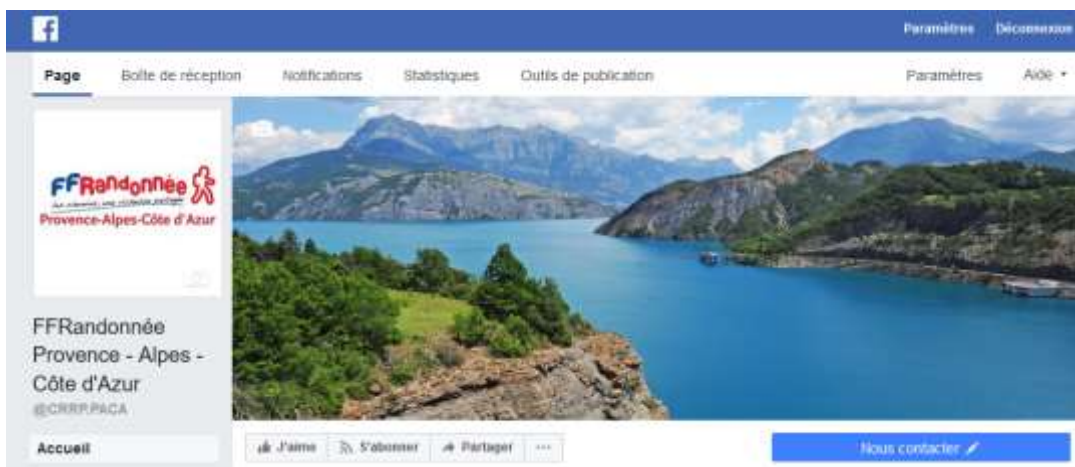 f
Paramètres Déconnexion
Page Boîte de réception Notifications Statistiques Outils de publication Paramètres Aide
FFRandonnée
Provence-Alpes-Côte d'Azur
FFRandonnée
Provence - Alpes -
Côte d'Azur
@CRRP.PACA
Accueil
J'aime S'abonner Partager ...
Nous contacter